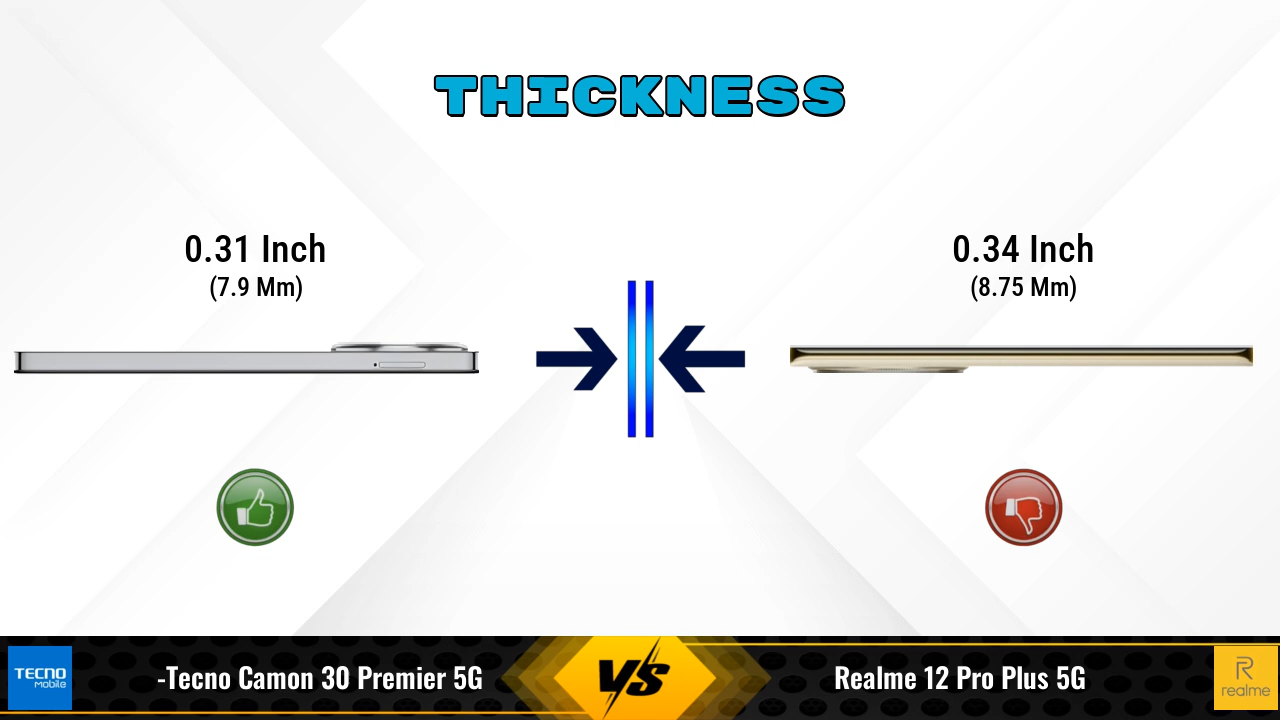 THICKNESS
0.31 Inch
(7.9 Mm)
0.34 Inch
(8.75 Mm)
TECNO
Mobile
-Tecno Camon 30 Premier 5G
VS
Realme 12 Pro Plus 5G
R
realme